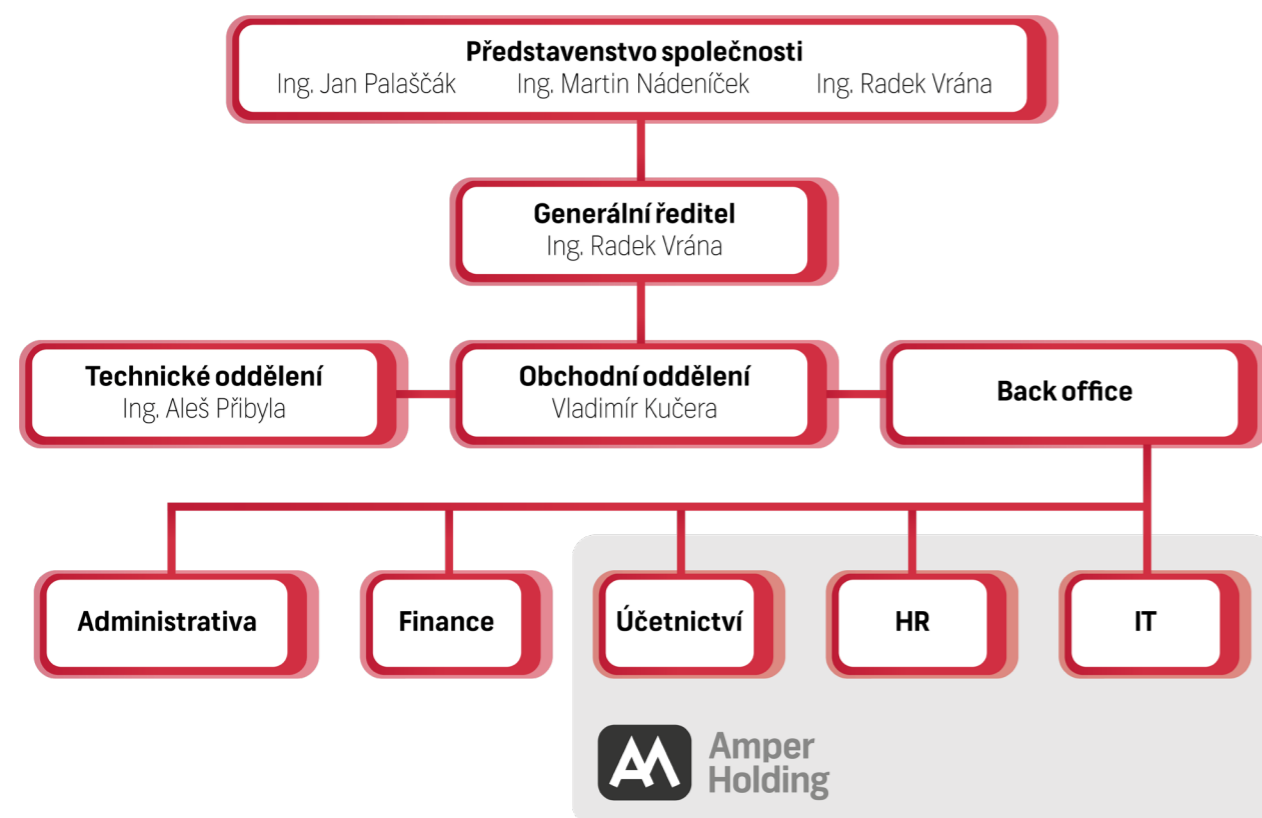 Představenstvo společnosti
Ing. Jan Palaščák Ing. Martin Nádeníček Ing. Radek Vrána
Generální ředitel
Ing. Radek Vrána
Technické oddělení
Ing. Aleš Přibyla
Obchodní oddělení
Vladimír Kučera
Back office
Administrativa
Finance
Účetnictví
HR
IT
Amper
Holding